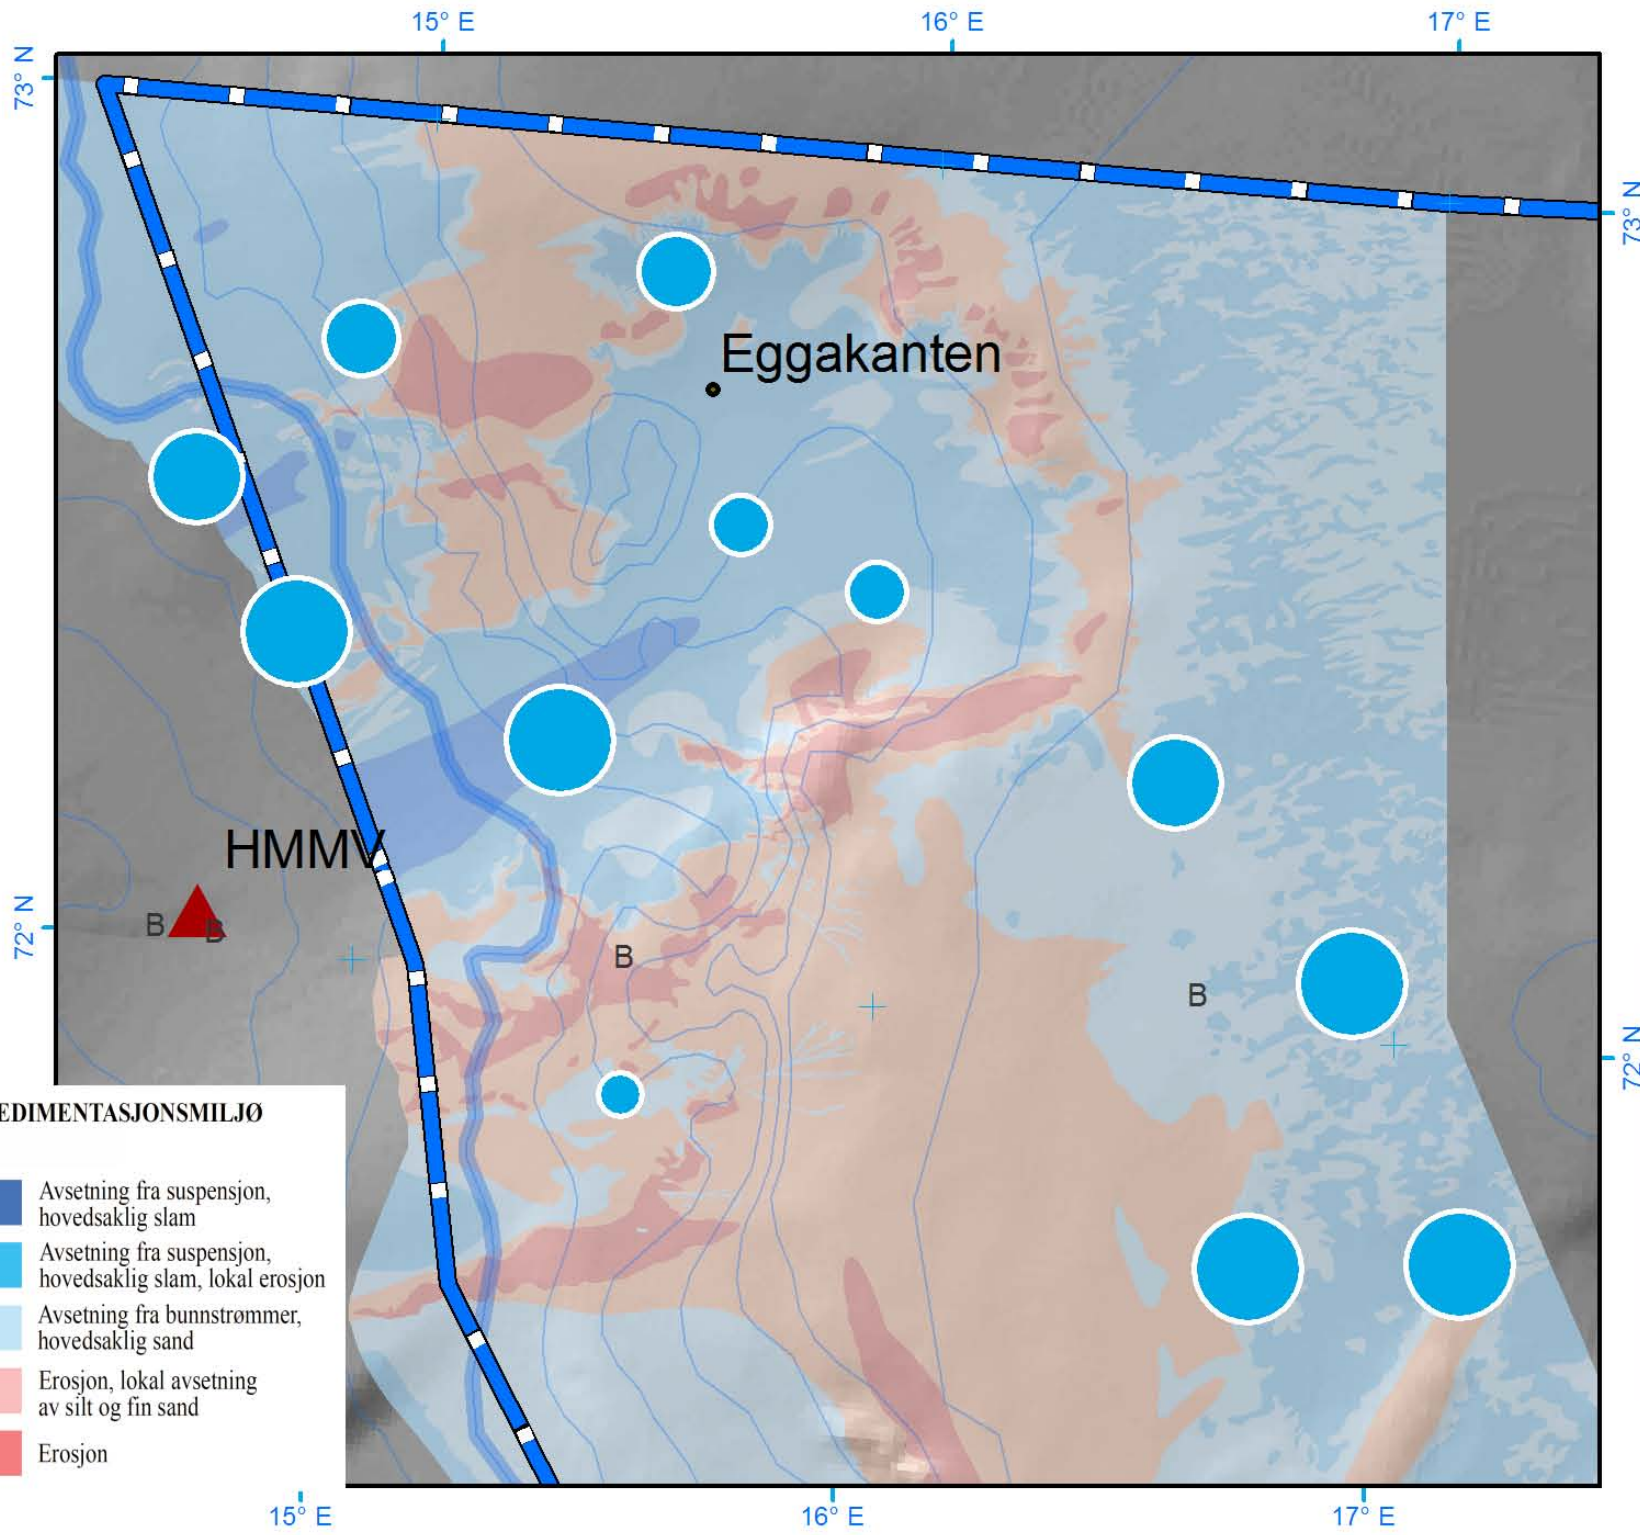 15° E
16° E
17° E
73° N
73° N
Eggakanten
HMMV
B
B
B
B
72° N
72° N
EDIMENTASJONSMILJØ
Avsetning fra suspensjon,
hovedsaklig slam
Avsetning fra suspensjon,
hovedsaklig slam, lokal erosjon
Avsetning fra bunnstrømmer,
hovedsaklig sand
Erosjon, lokal avsetning
av silt og fin sand
Erosjon
15° E
16° E
17° E